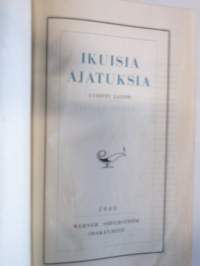 IKUISIA
AJATUKSIA
WERNER SÖDERSTRÖM
OSAKEYHTIÖ